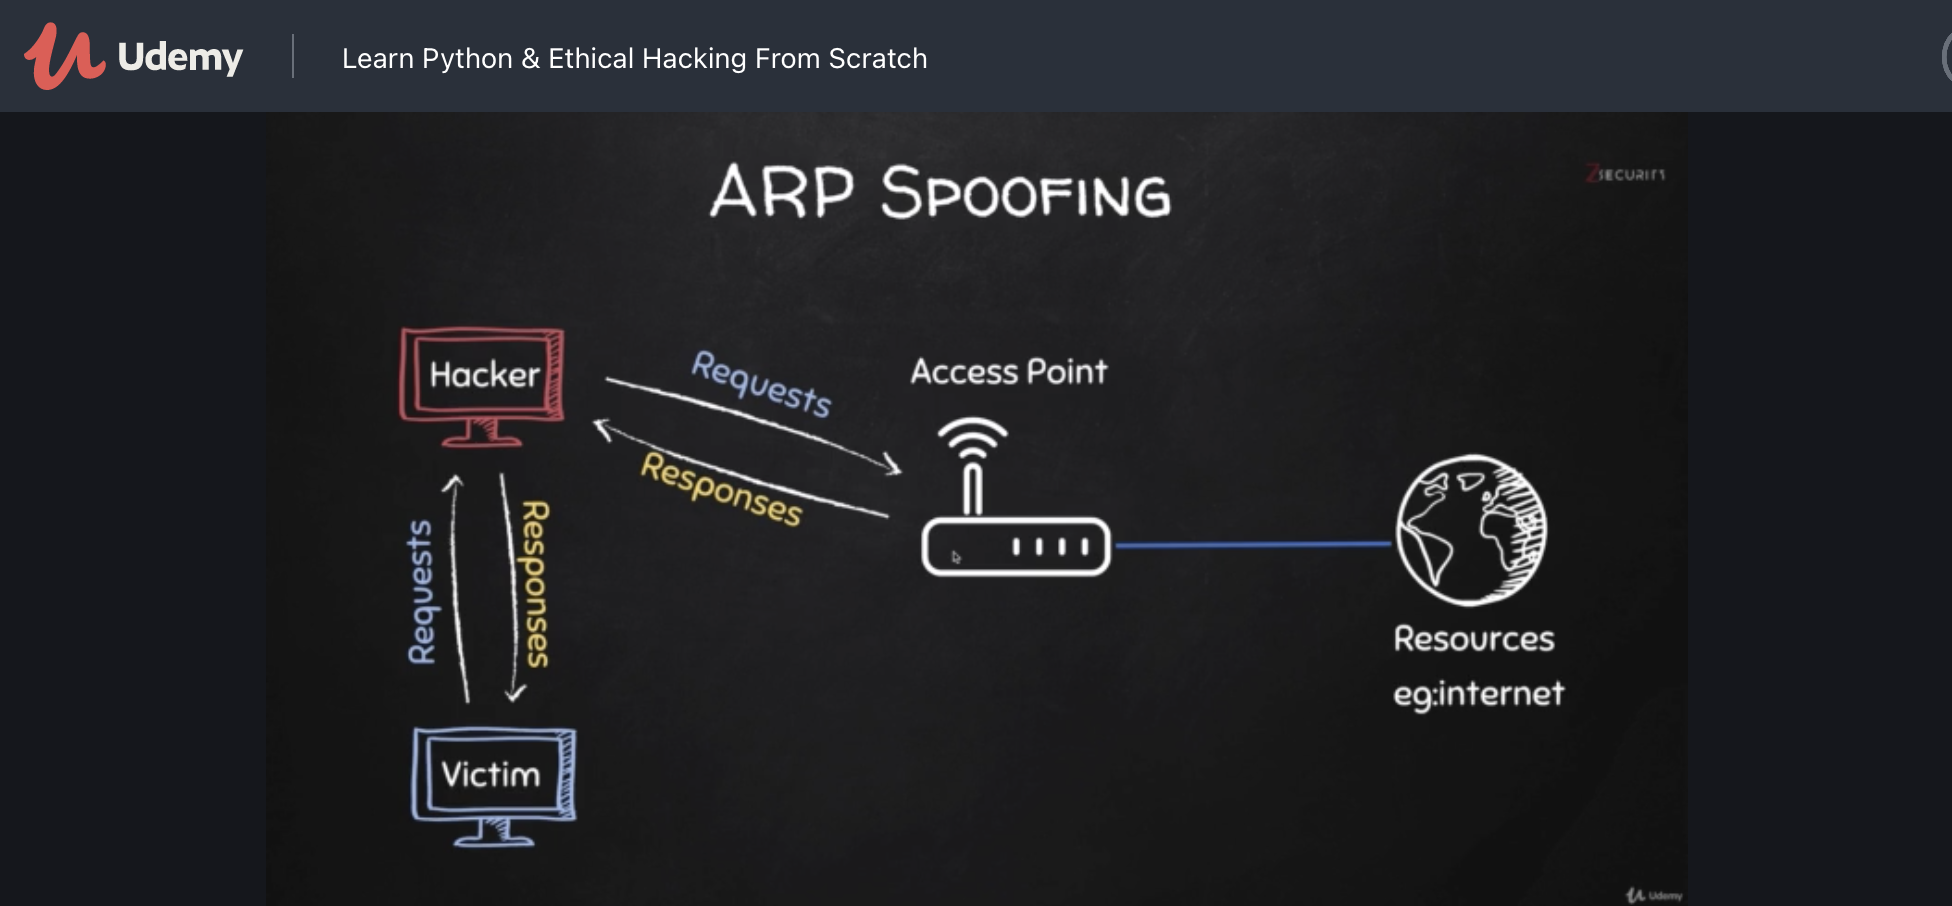 Udemy
Learn Python & Ethical Hacking From Scratch
ARP SPOOFING
ZSECURITY
Hacker
Requests
Responses
Access Point
Requests
Responses
Victim
Resources
eg:internet
Udemy